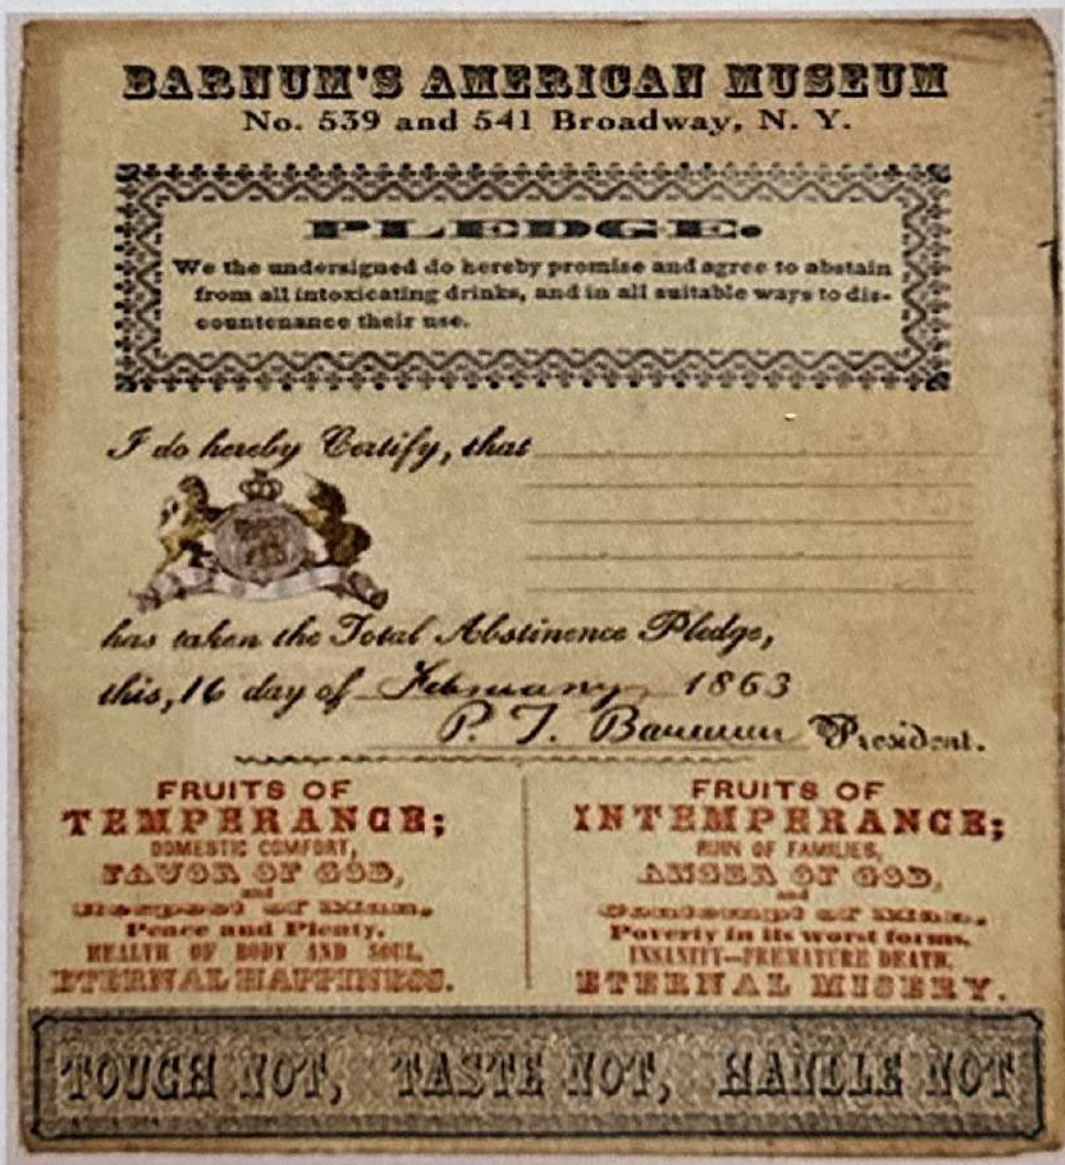 BARNUM'S AMERICAN MUSEUM
No. 539 and 541 Broadway, N. Y.
PLEDGE.
We the undersigned do hereby promise and agree to abstain
from all intoxicating drinks, and in all suitable ways to dis-
countenance their use.
I do hereby Certify, that
has taken the Total Abstinence Pledge,
this, 16 day of February 1863
P. T. Barnum President.
FRUITS OF
TEMPERANCE;
DOMESTIC COMFORT,
FAVOR OF GOD,
and
Respect of Man.
Peace and Plenty.
HEALTH OF BODY AND SOUL.
ETERNAL HAPPINESS.
FRUITS OF
INTEMPERANCE;
RUIN OF FAMILIES,
ANGER OF GOD,
and
Contempt of Man.
Poverty in its worst forms.
INSANITY—PREMATURE DEATH.
ETERNAL MISERY.
TOUCH NOT, TASTE NOT, HANDLE NOT